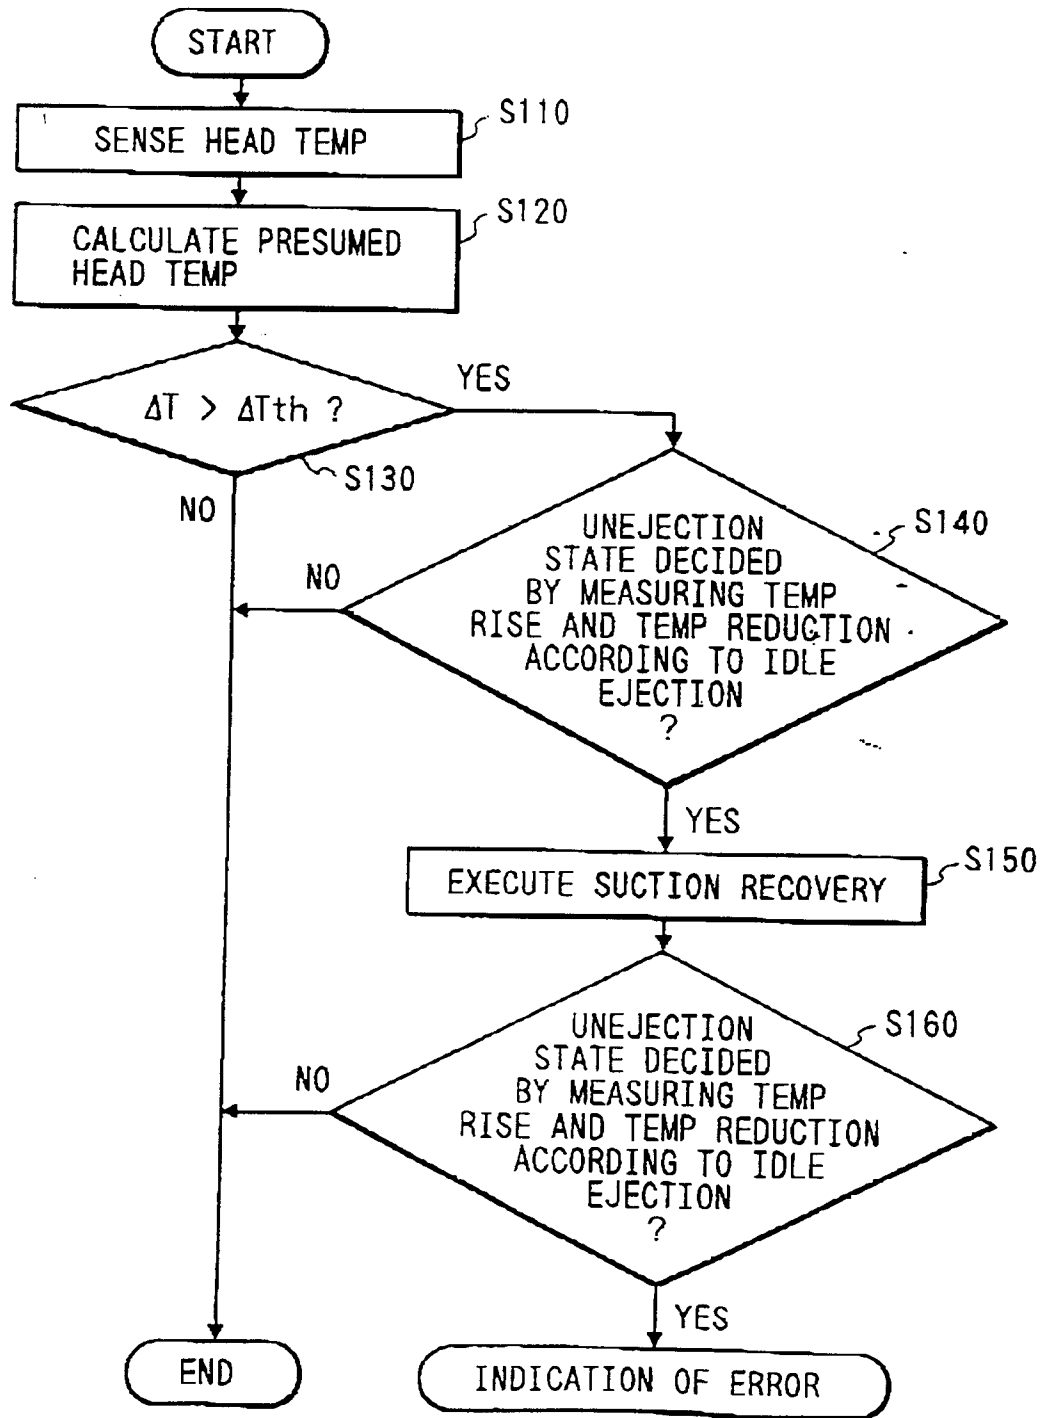 START
SENSE HEAD TEMP
S110
CALCULATE PRESUMED
HEAD TEMP
S120
ΔT > ΔTth ?
YES
S130
NO
UNEJECTION
STATE DECIDED
BY MEASURING TEMP
RISE AND TEMP REDUCTION
ACCORDING TO IDLE
EJECTION
?
S140
NO
YES
EXECUTE SUCTION RECOVERY
S150
UNEJECTION
STATE DECIDED
BY MEASURING TEMP
RISE AND TEMP REDUCTION
ACCORDING TO IDLE
EJECTION
?
S160
NO
YES
END
INDICATION OF ERROR